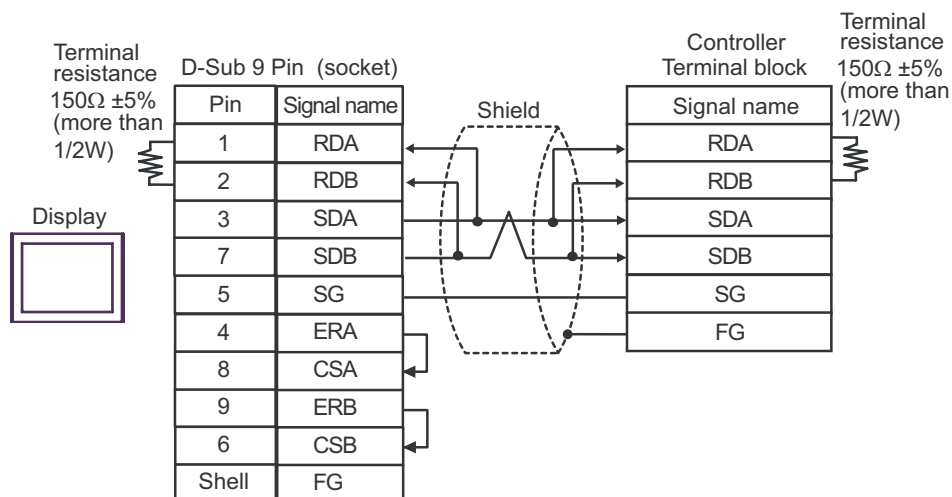 Terminal
resistance
150Ω ±5%
(more than
1/2W)
Display
D-Sub 9 Pin (socket)
Pin Signal name
1 RDA
2 RDB
3 SDA
7 SDB
5 SG
4 ERA
8 CSA
9 ERB
6 CSB
Shell FG
Shield
Controller
Terminal block
Signal name
RDA
RDB
SDA
SDB
SG
FG
Terminal
resistance
150Ω ±5%
(more than
1/2W)